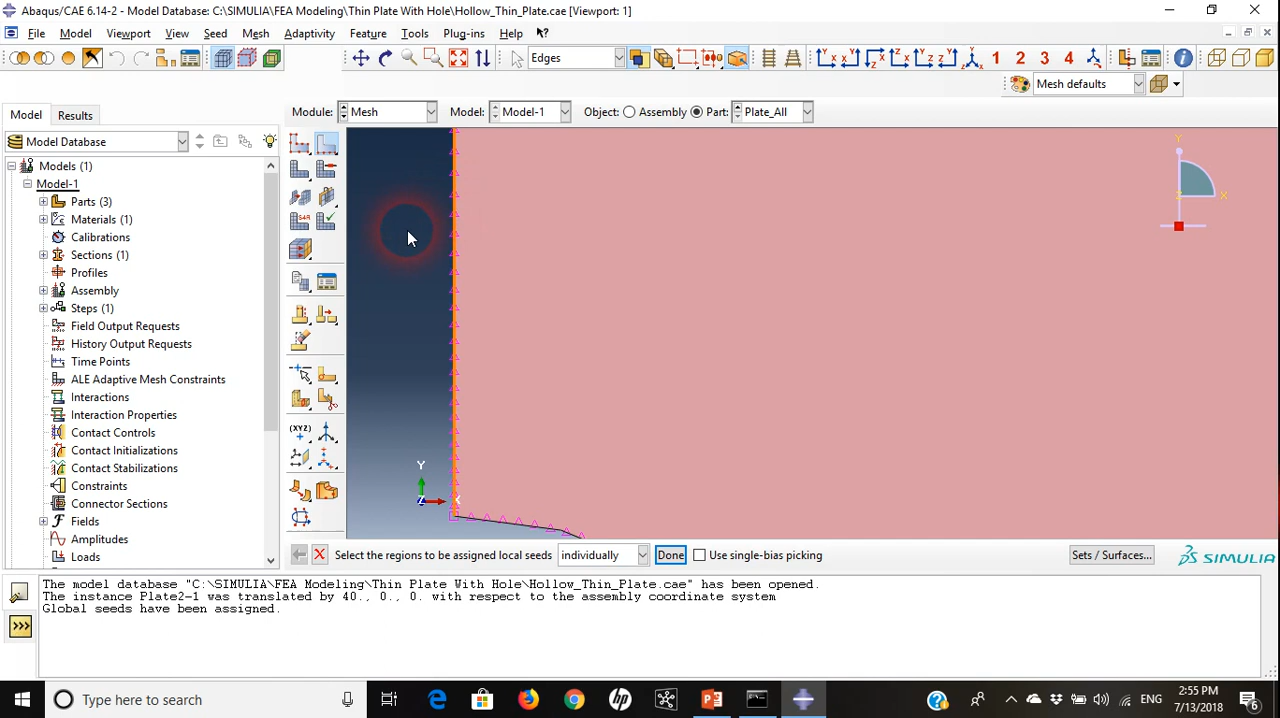 Abaqus/CAE 6.14-2 - Model Database: C:\SIMULIA\FEA Modeling\Thin Plate With Hole\Hollow_Thin_Plate.cae [Viewport: 1]
File Model Viewport View Seed Mesh Adaptivity Feature Tools Plug-ins Help
Edges
1 2 3 4
Mesh defaults
Model Results
Module: Mesh Model: Model-1 Object: Assembly Part: Plate_All
Model Database
Models (1)
Model-1
Parts (3)
Materials (1)
Calibrations
Sections (1)
Profiles
Assembly
Steps (1)
Field Output Requests
History Output Requests
Time Points
ALE Adaptive Mesh Constraints
Interactions
Interaction Properties
Contact Controls
Contact Initializations
Contact Stabilizations
Constraints
Connector Sections
Fields
Amplitudes
Loads
Y
X
Y
Z
Select the regions to be assigned local seeds individually Done Use single-bias picking Sets / Surfaces...
SIMULIA
The model database "C:\SIMULIA\FEA Modeling\Thin Plate With Hole\Hollow_Thin_Plate.cae" has been opened.
The instance Plate2-1 was translated by 40., 0., 0. with respect to the assembly coordinate system
Global seeds have been assigned.
>>>
Type here to search
hp
ENG
2:55 PM
7/13/2018
6